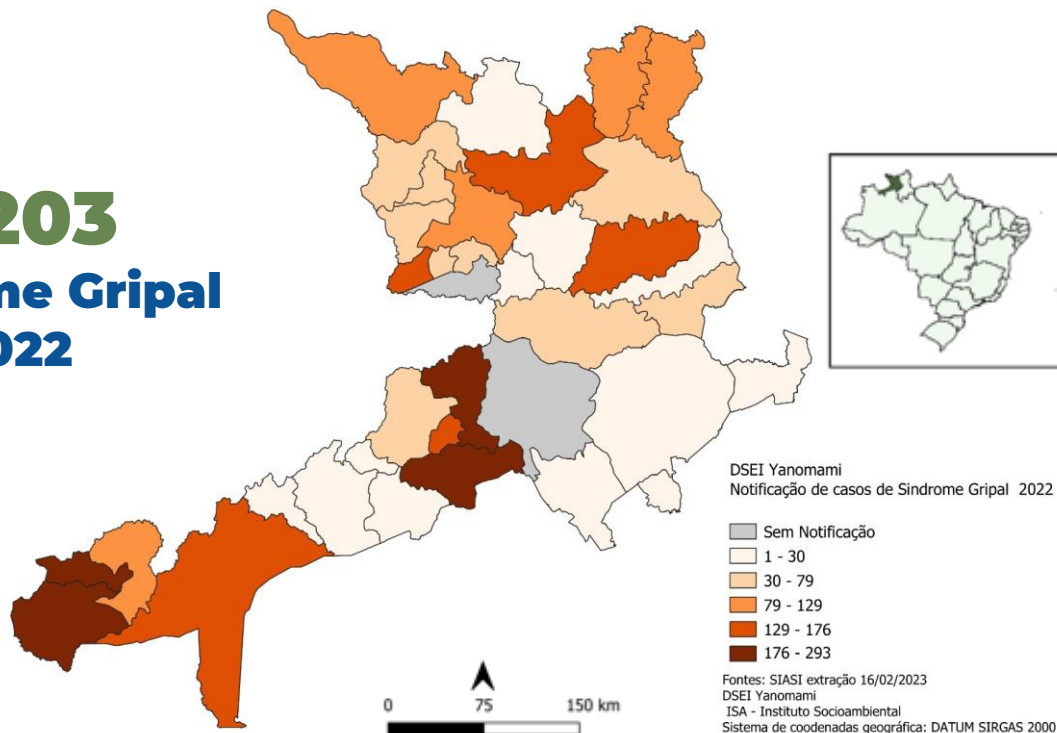 203
me Gripal
022
DSEI Yanomami
Notificação de casos de Sindrome Gripal 2022
Sem Notificação
1 - 30
30 - 79
79 - 129
129 - 176
176 - 293
0 75 150 km
Fontes: SIASI extração 16/02/2023
DSEI Yanomami
ISA - Instituto Socioambiental
Sistema de coodenadas geográfica: DATUM SIRGAS 2000